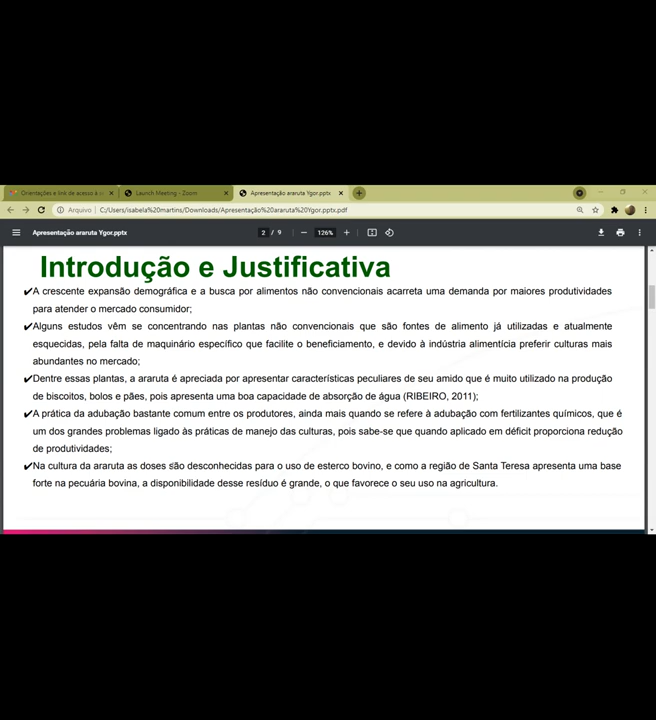 Orientações e link de acesso à
Launch Meeting - Zoom
Apresentação araruta Ygor.pptx
Arquivo
C:/Users/isabela%20martins/Downloads/Apresentação%20araruta%20Ygor.pptx.pdf
Apresentação araruta Ygor.pptx
2 / 9
126%
Introdução e Justificativa
✔A crescente expansão demográfica e a busca por alimentos não convencionais acarreta uma demanda por maiores produtividades
para atender o mercado consumidor;
✔Alguns estudos vêm se concentrando nas plantas não convencionais que são fontes de alimento já utilizadas e atualmente
esquecidas, pela falta de maquinário específico que facilite o beneficiamento, e devido à indústria alimentícia preferir culturas mais
abundantes no mercado;
✔Dentre essas plantas, a araruta é apreciada por apresentar características peculiares de seu amido que é muito utilizado na produção
de biscoitos, bolos e pães, pois apresenta uma boa capacidade de absorção de água (RIBEIRO, 2011);
✔A prática da adubação bastante comum entre os produtores, ainda mais quando se refere à adubação com fertilizantes químicos, que é
um dos grandes problemas ligado às práticas de manejo das culturas, pois sabe-se que quando aplicado em déficit proporciona redução
de produtividades;
✔Na cultura da araruta as doses são desconhecidas para o uso de esterco bovino, e como a região de Santa Teresa apresenta uma base
forte na pecuária bovina, a disponibilidade desse resíduo é grande, o que favorece o seu uso na agricultura.